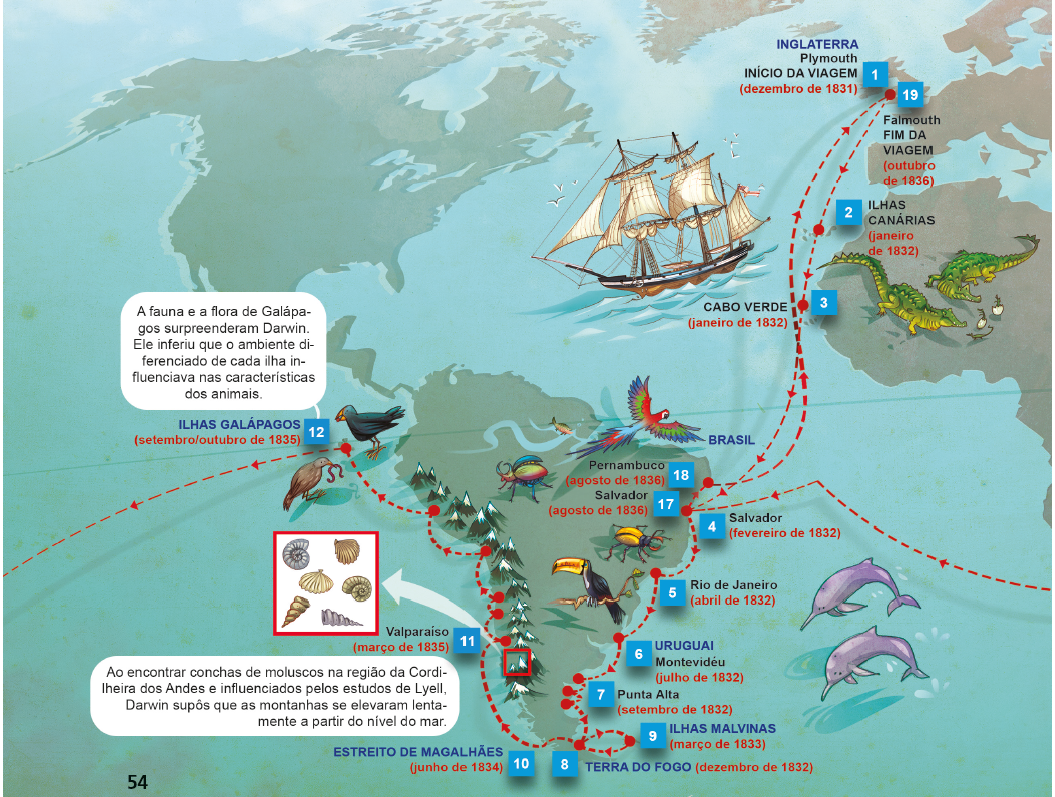 INGLATERRA
Plymouth
INÍCIO DA VIAGEM
(dezembro de 1831)
1
19
Falmouth
FIM DA
VIAGEM
(outubro
de 1836)
2
ILHAS
CANÁRIAS
(janeiro
de 1832)
CABO VERDE
(janeiro de 1832)
3
A fauna e a flora de Galápa-
gos surpreenderam Darwin.
Ele inferiu que o ambiente di-
ferenciado de cada ilha in-
fluenciava nas características
dos animais.
ILHAS GALÁPAGOS
(setembro/outubro de 1835)
12
BRASIL
Pernambuco
(agosto de 1836)
18
Salvador
(agosto de 1836)
17
4
Salvador
(fevereiro de 1832)
5
Rio de Janeiro
(abril de 1832)
Valparaíso
(março de 1835)
11
6
URUGUAI
Montevidéu
(julho de 1832)
Ao encontrar conchas de moluscos na região da Cordi-
lheira dos Andes e influenciados pelos estudos de Lyell,
Darwin supôs que as montanhas se elevaram lenta-
mente a partir do nível do mar.
7
Punta Alta
(setembro de 1832)
9
ILHAS MALVINAS
(março de 1833)
ESTREITO DE MAGALHÃES
(junho de 1834)
10
8
TERRA DO FOGO (dezembro de 1832)
54